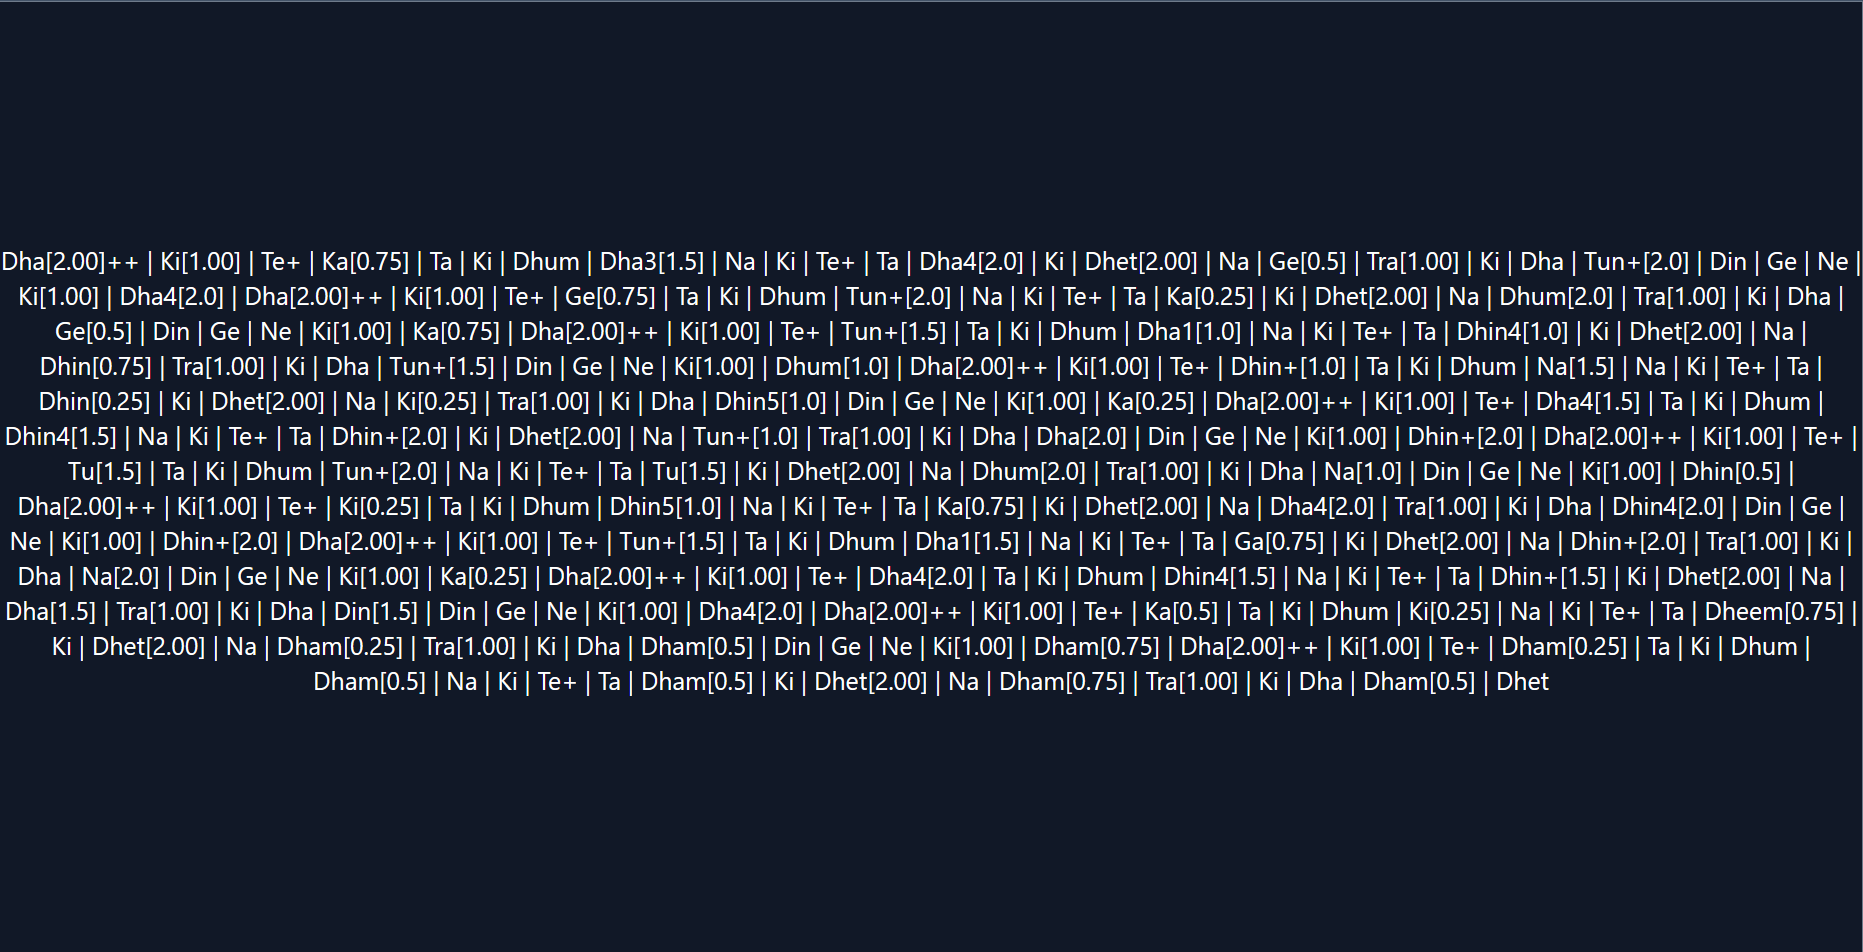 Dha[2.00]++ | Ki[1.00] | Te+ | Ka[0.75] | Ta | Ki | Dhum | Dha3[1.5] | Na | Ki | Te+ | Ta | Dha4[2.0] | Ki | Dhet[2.00] | Na | Ge[0.5] | Tra[1.00] | Ki | Dha | Tun+[2.0] | Din | Ge | Ne |
Ki[1.00] | Dha4[2.0] | Dha[2.00]++ | Ki[1.00] | Te+ | Ge[0.75] | Ta | Ki | Dhum | Tun+[2.0] | Na | Ki | Te+ | Ta | Ka[0.25] | Ki | Dhet[2.00] | Na | Dhum[2.0] | Tra[1.00] | Ki | Dha |
Ge[0.5] | Din | Ge | Ne | Ki[1.00] | Ka[0.75] | Dha[2.00]++ | Ki[1.00] | Te+ | Tun+[1.5] | Ta | Ki | Dhum | Dha1[1.0] | Na | Ki | Te+ | Ta | Dhin4[1.0] | Ki | Dhet[2.00] | Na |
Dhin[0.75] | Tra[1.00] | Ki | Dha | Tun+[1.5] | Din | Ge | Ne | Ki[1.00] | Dhum[1.0] | Dha[2.00]++ | Ki[1.00] | Te+ | Dhin+[1.0] | Ta | Ki | Dhum | Na[1.5] | Na | Ki | Te+ | Ta |
Dhin[0.25] | Ki | Dhet[2.00] | Na | Ki[0.25] | Tra[1.00] | Ki | Dha | Dhin5[1.0] | Din | Ge | Ne | Ki[1.00] | Ka[0.25] | Dha[2.00]++ | Ki[1.00] | Te+ | Dha4[1.5] | Ta | Ki | Dhum |
Dhin4[1.5] | Na | Ki | Te+ | Ta | Dhin+[2.0] | Ki | Dhet[2.00] | Na | Tun+[1.0] | Tra[1.00] | Ki | Dha | Dha[2.0] | Din | Ge | Ne | Ki[1.00] | Dhin+[2.0] | Dha[2.00]++ | Ki[1.00] | Te+ |
Tu[1.5] | Ta | Ki | Dhum | Tun+[2.0] | Na | Ki | Te+ | Ta | Tu[1.5] | Ki | Dhet[2.00] | Na | Dhum[2.0] | Tra[1.00] | Ki | Dha | Na[1.0] | Din | Ge | Ne | Ki[1.00] | Dhin[0.5] |
Dha[2.00]++ | Ki[1.00] | Te+ | Ki[0.25] | Ta | Ki | Dhum | Dhin5[1.0] | Na | Ki | Te+ | Ta | Ka[0.75] | Ki | Dhet[2.00] | Na | Dha4[2.0] | Tra[1.00] | Ki | Dha | Dhin4[2.0] | Din | Ge |
Ne | Ki[1.00] | Dhin+[2.0] | Dha[2.00]++ | Ki[1.00] | Te+ | Tun+[1.5] | Ta | Ki | Dhum | Dha1[1.5] | Na | Ki | Te+ | Ta | Ga[0.75] | Ki | Dhet[2.00] | Na | Dhin+[2.0] | Tra[1.00] | Ki |
Dha | Na[2.0] | Din | Ge | Ne | Ki[1.00] | Ka[0.25] | Dha[2.00]++ | Ki[1.00] | Te+ | Dha4[2.0] | Ta | Ki | Dhum | Dhin4[1.5] | Na | Ki | Te+ | Ta | Dhin+[1.5] | Ki | Dhet[2.00] | Na |
Dha[1.5] | Tra[1.00] | Ki | Dha | Din[1.5] | Din | Ge | Ne | Ki[1.00] | Dha4[2.0] | Dha[2.00]++ | Ki[1.00] | Te+ | Ka[0.5] | Ta | Ki | Dhum | Ki[0.25] | Na | Ki | Te+ | Ta | Dheem[0.75] |
Ki | Dhet[2.00] | Na | Dham[0.25] | Tra[1.00] | Ki | Dha | Dham[0.5] | Din | Ge | Ne | Ki[1.00] | Dham[0.75] | Dha[2.00]++ | Ki[1.00] | Te+ | Dham[0.25] | Ta | Ki | Dhum |
Dham[0.5] | Na | Ki | Te+ | Ta | Dham[0.5] | Ki | Dhet[2.00] | Na | Dham[0.75] | Tra[1.00] | Ki | Dha | Dham[0.5] | Dhet